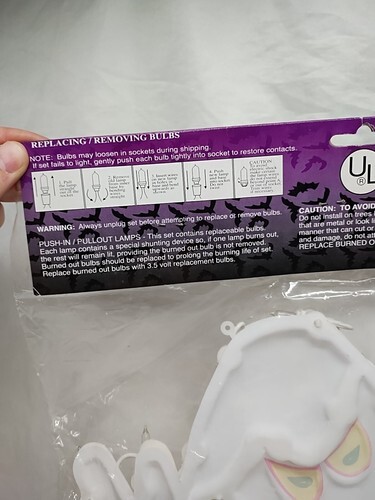 REPLACING / REMOVING BULBS
NOTE: Bulbs may loosen in sockets during shipping.
If set fails to light, gently push each bulb tightly into socket to restore contacts.
CAUTION
UL
WARNING: Always unplug set before attempting to replace or remove bulbs.
PUSH-IN / PULLOUT LAMPS - This set contains replaceable bulbs.
Each lamp contains a special shunting device so, if one lamp burns out,
the rest will remain lit, providing the burned out bulb is not removed.
Burned out bulbs should be replaced to prolong the burning life of set.
Replace burned out bulbs with 3.5 volt replacement bulbs.
CAUTION: TO AVOID
Do not install on trees
that are metal or look l
manner that can cut or
and damage, do not att
REPLACE BURNED O